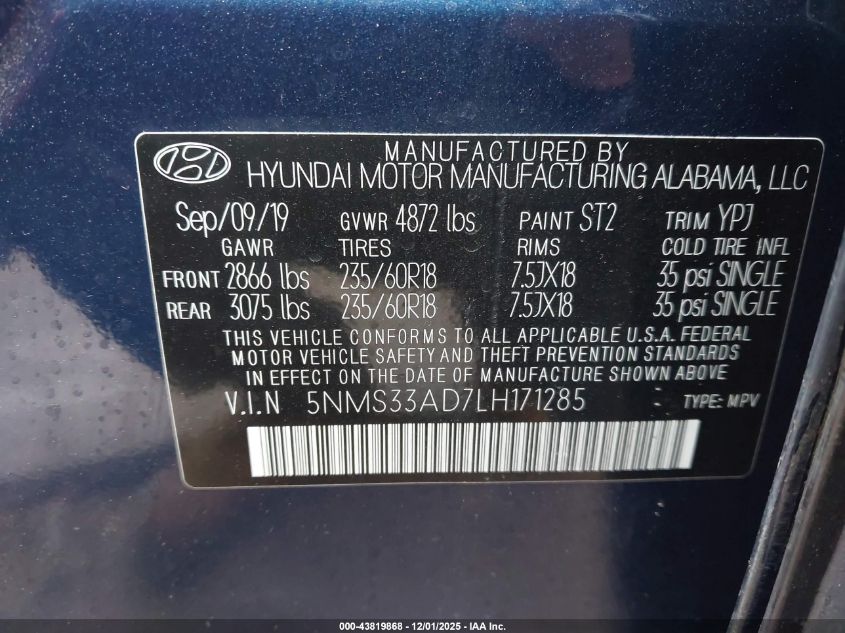 MANUFACTURED BY
HYUNDAI MOTOR MANUFACTURING ALABAMA, LLC
Sep/09/19 GVWR 4872 lbs PAINT ST2 TRIM YPJ
GAWR TIRES RIMS COLD TIRE INFL
FRONT 2866 lbs 235/60R18 7.5JX18 35 psi SINGLE
REAR 3075 lbs 235/60R18 7.5JX18 35 psi SINGLE
THIS VEHICLE CONFORMS TO ALL APPLICABLE U.S.A. FEDERAL
MOTOR VEHICLE SAFETY AND THEFT PREVENTION STANDARDS
IN EFFECT ON THE DATE OF MANUFACTURE SHOWN ABOVE
V.I.N 5NMS33AD7LH171285 TYPE: MPV
000-43819868 - 12/01/2025 - IAA Inc.